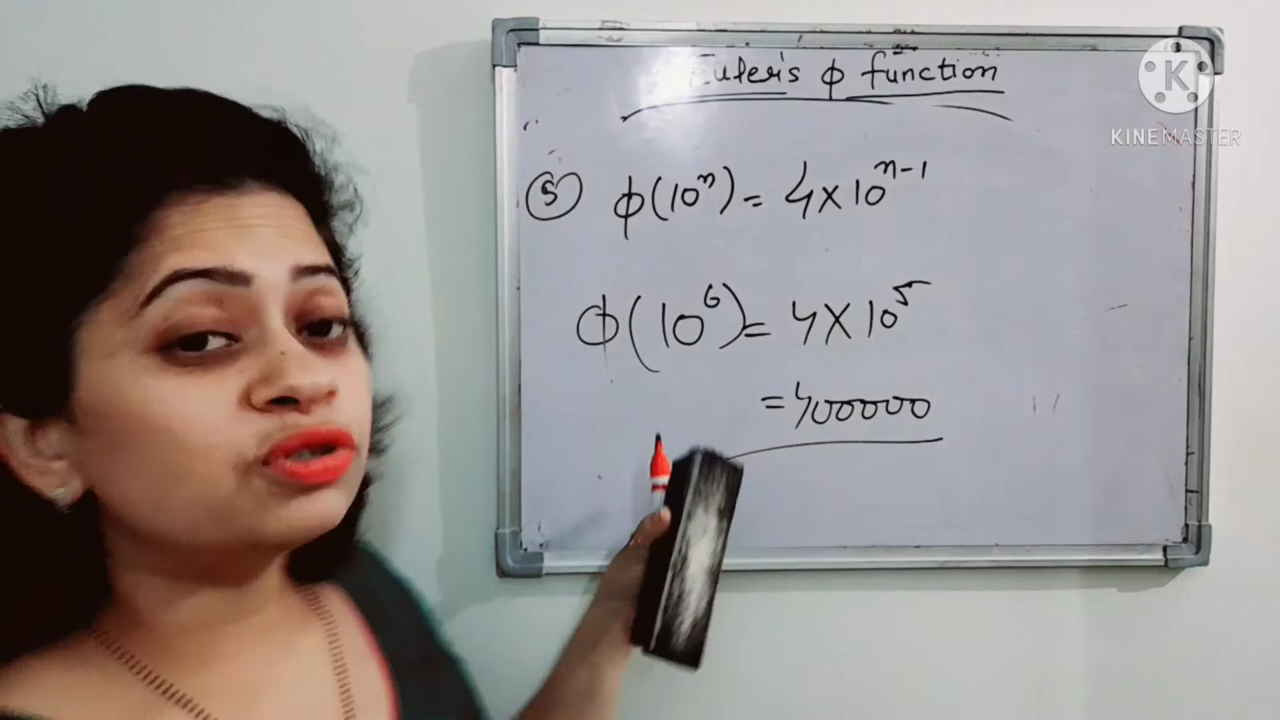 Euler's φ function
KINEMASTER
⑤ φ(10ⁿ) = 4×10ⁿ⁻¹
φ(10⁶) = 4×10⁵
= 400000